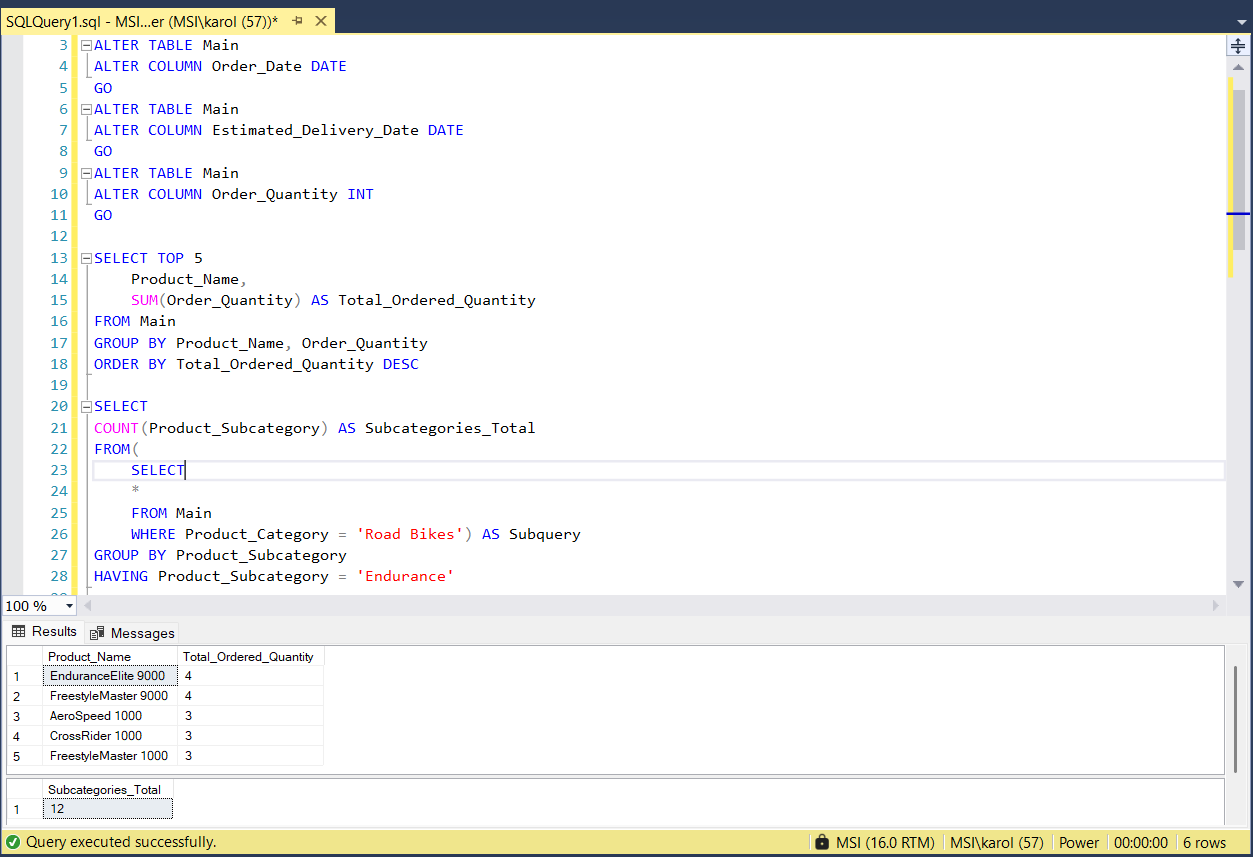 SQLQuery1.sql - MSI...er (MSI\karol (57))*
3 ALTER TABLE Main
4 ALTER COLUMN Order_Date DATE
5 GO
6 ALTER TABLE Main
7 ALTER COLUMN Estimated_Delivery_Date DATE
8 GO
9 ALTER TABLE Main
10 ALTER COLUMN Order_Quantity INT
11 GO
12
13 SELECT TOP 5
14 Product_Name,
15 SUM(Order_Quantity) AS Total_Ordered_Quantity
16 FROM Main
17 GROUP BY Product_Name, Order_Quantity
18 ORDER BY Total_Ordered_Quantity DESC
19
20 SELECT
21 COUNT(Product_Subcategory) AS Subcategories_Total
22 FROM(
23 SELECT
24 *
25 FROM Main
26 WHERE Product_Category = 'Road Bikes') AS Subquery
27 GROUP BY Product_Subcategory
28 HAVING Product_Subcategory = 'Endurance'
100 %
Results Messages
Product_Name Total_Ordered_Quantity
1 EnduranceElite 9000 4
2 FreestyleMaster 9000 4
3 AeroSpeed 1000 3
4 CrossRider 1000 3
5 FreestyleMaster 1000 3
Subcategories_Total
1 12
Query executed successfully. MSI (16.0 RTM) MSI\karol (57) Power 00:00:00 6 rows